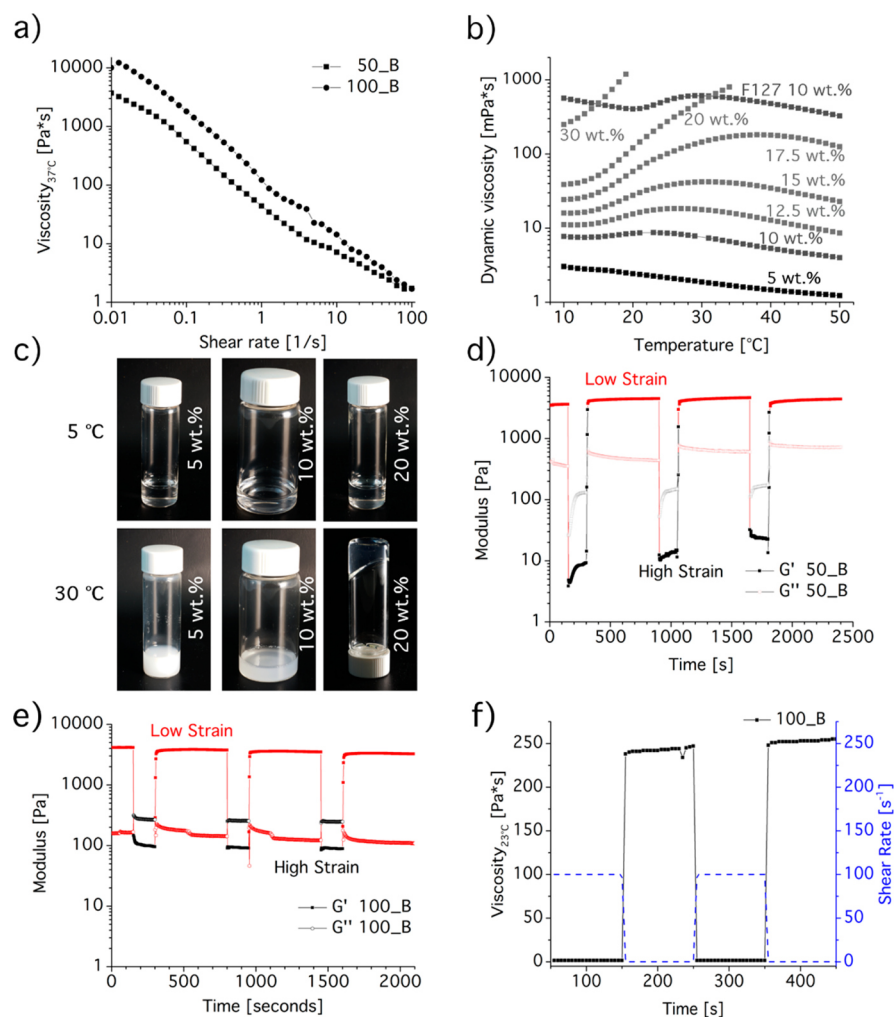 a)
50_B
100_B
10000
1000
100
10
1
0.01
0.1
1
10
100
Viscosity37°C [Pa*s]
Shear rate [1/s]
b)
1000
100
10
1
10
20
30
40
50
Dynamic viscosity [mPa*s]
Temperature [°C]
F127 10 wt.%
30 wt.%
20 wt.%
17.5 wt.%
15 wt.%
12.5 wt.%
10 wt.%
5 wt.%
c)
5 °C
5 wt.%
10 wt.%
20 wt.%
30 °C
5 wt.%
10 wt.%
20 wt.%
d)
Low Strain
10000
1000
100
10
1
Modulus [Pa]
High Strain
G' 50_B
G'' 50_B
0
500
1000
1500
2000
2500
Time [s]
e)
Low Strain
10000
1000
100
10
1
Modulus [Pa]
High Strain
G' 100_B
G'' 100_B
0
500
1000
1500
2000
Time [seconds]
f)
100_B
250
200
150
100
50
0
Viscosity23°C [Pa*s]
250
200
150
100
50
0
Shear Rate [s-1]
100
200
300
400
Time [s]